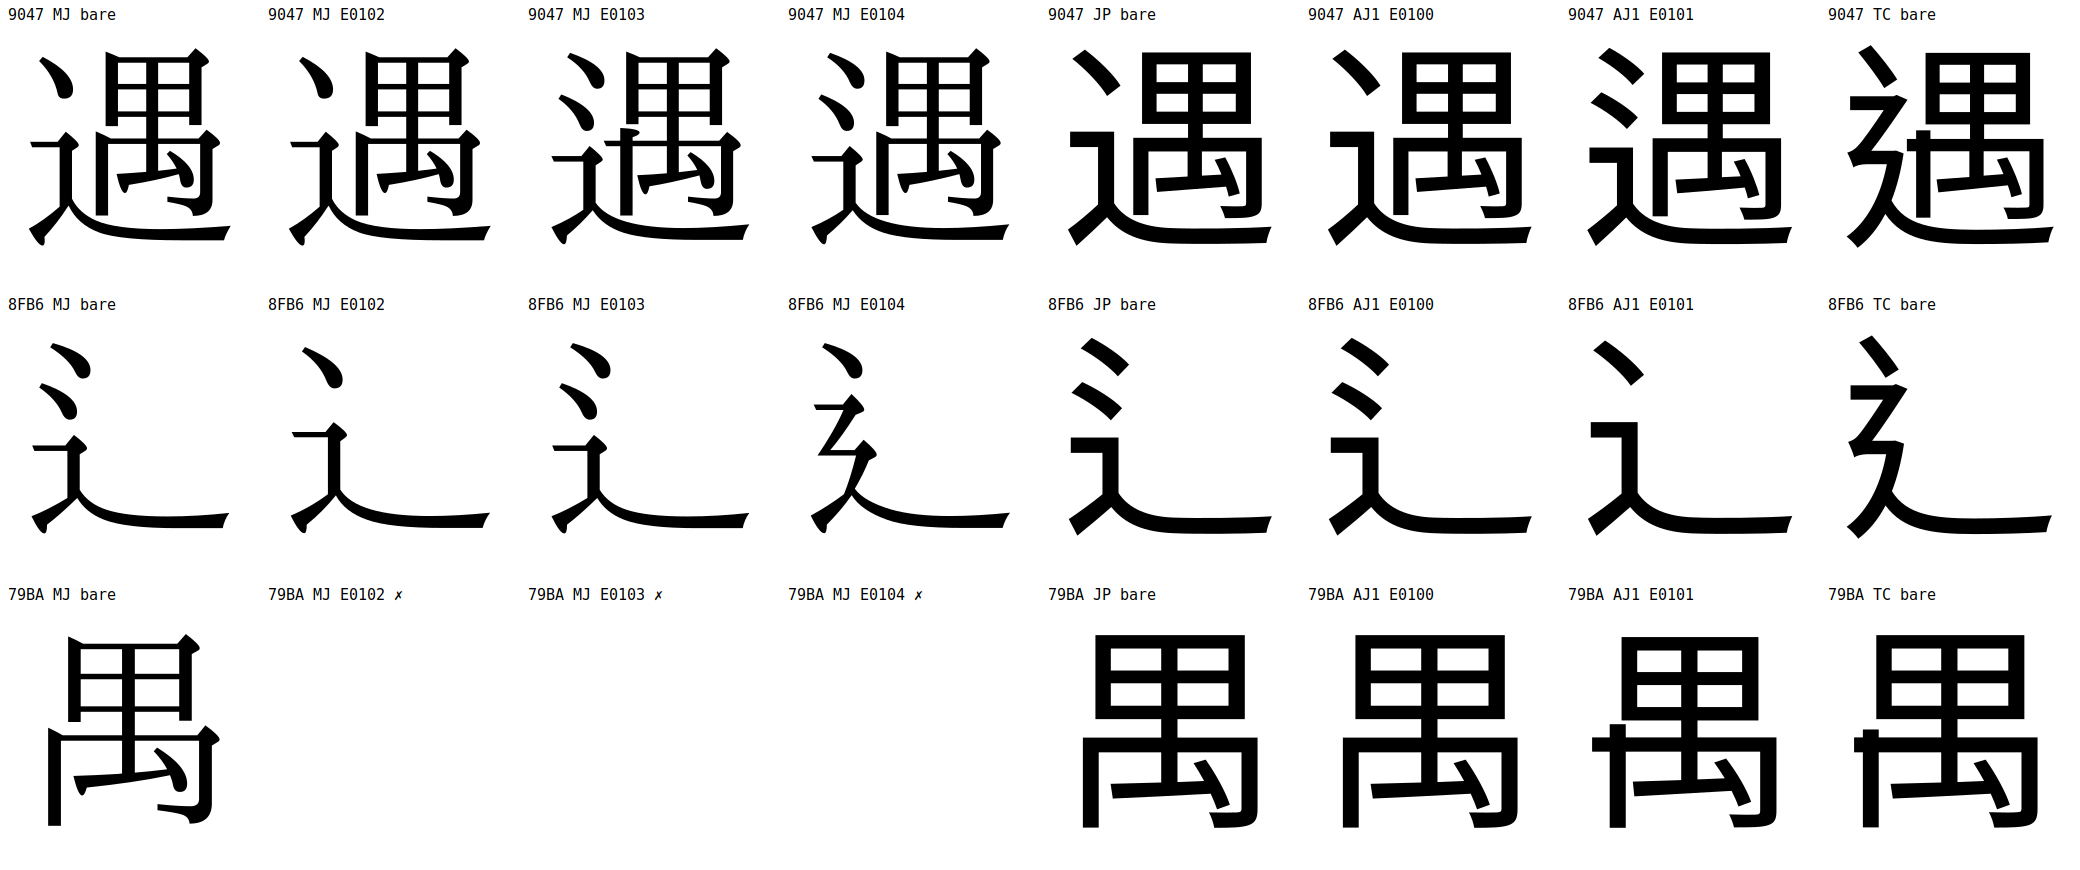 9047 MJ bare 9047 MJ E0102 9047 MJ E0103 9047 MJ E0104 9047 JP bare 9047 AJ1 E0100 9047 AJ1 E0101 9047 TC bare
遇 遇󠄂 遇󠄃 遇󠄄 遇 遇󠄀 遇󠄁 遇
8FB6 MJ bare 8FB6 MJ E0102 8FB6 MJ E0103 8FB6 MJ E0104 8FB6 JP bare 8FB6 AJ1 E0100 8FB6 AJ1 E0101 8FB6 TC bare
辶 辶󠄂 辶󠄃 辶󠄄 辶 辶󠄀 辶󠄁 辶
79BA MJ bare 79BA MJ E0102 ✗ 79BA MJ E0103 ✗ 79BA MJ E0104 ✗ 79BA JP bare 79BA AJ1 E0100 79BA AJ1 E0101 79BA TC bare
禺 禺 禺󠄀 禺󠄁 禺